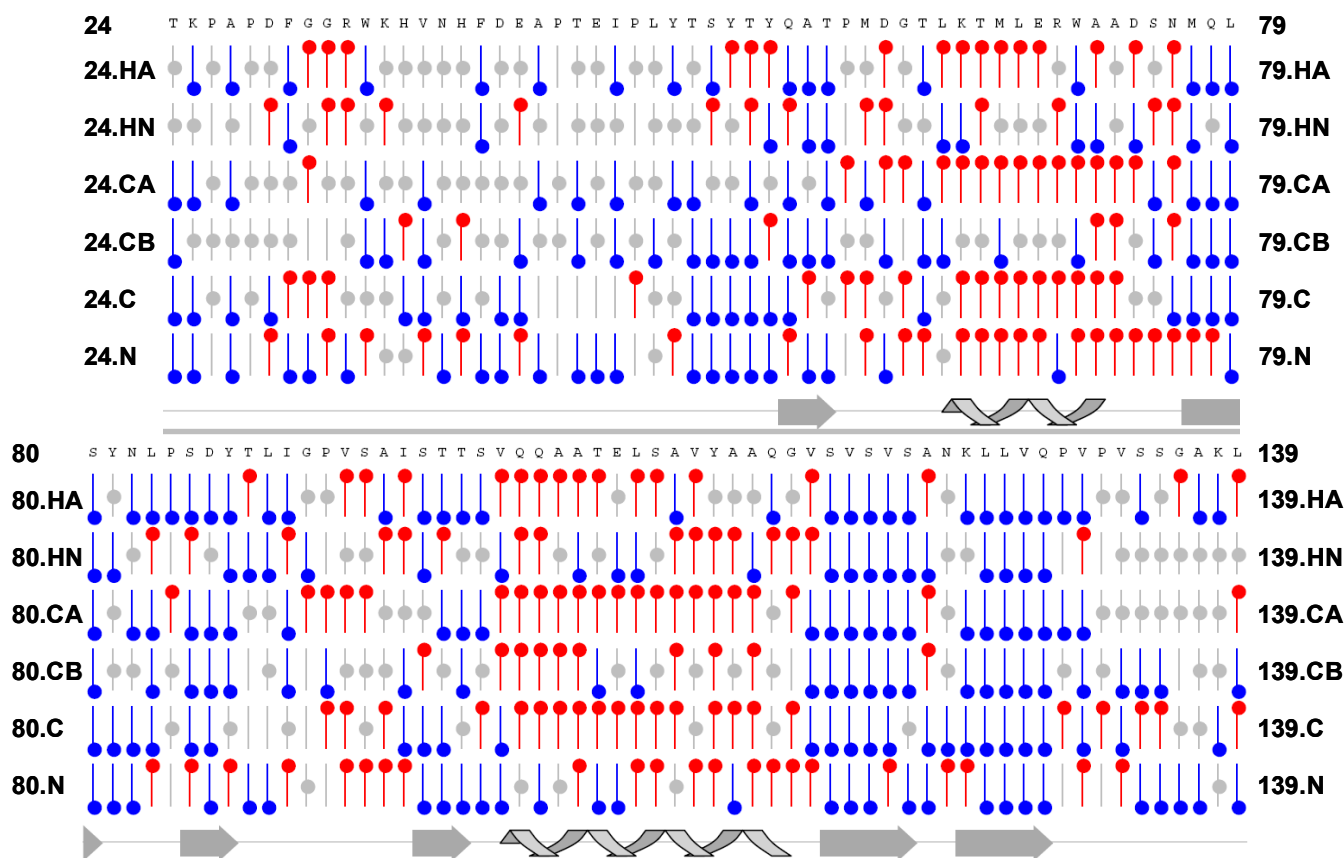 24 T K P A P D F G G R W K H V N H F D E A P T E I P L Y T S Y T Y Q A T P M D G T L K T M L E R W A A D S N M Q L 79
24.HA 79.HA
24.HN 79.HN
24.CA 79.CA
24.CB 79.CB
24.C 79.C
24.N 79.N
80 S Y N L P S D Y T L I G P V S A I S T T S V Q Q A A T E L S A V Y A A Q G V S V S V S A N K L L V Q P V P V S S G A K L 139
80.HA 139.HA
80.HN 139.HN
80.CA 139.CA
80.CB 139.CB
80.C 139.C
80.N 139.N